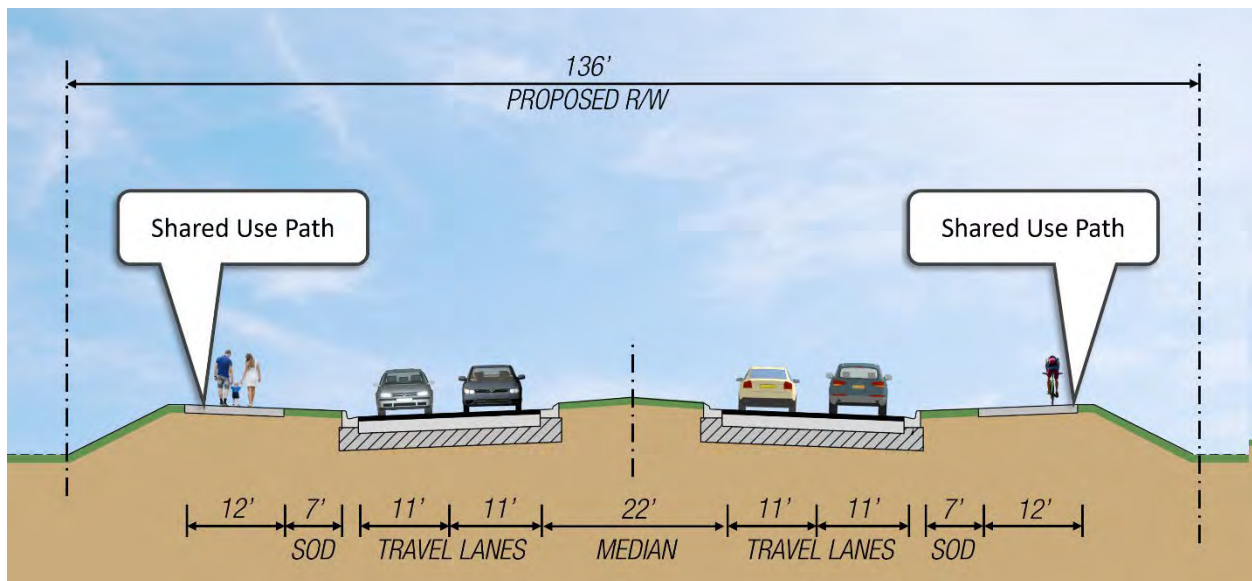 136’
PROPOSED R/W
Shared Use Path
Shared Use Path
12’ 7’ 11’ 11’ 22’ 11’ 11’ 7’ 12’
SOD TRAVEL LANES MEDIAN TRAVEL LANES SOD